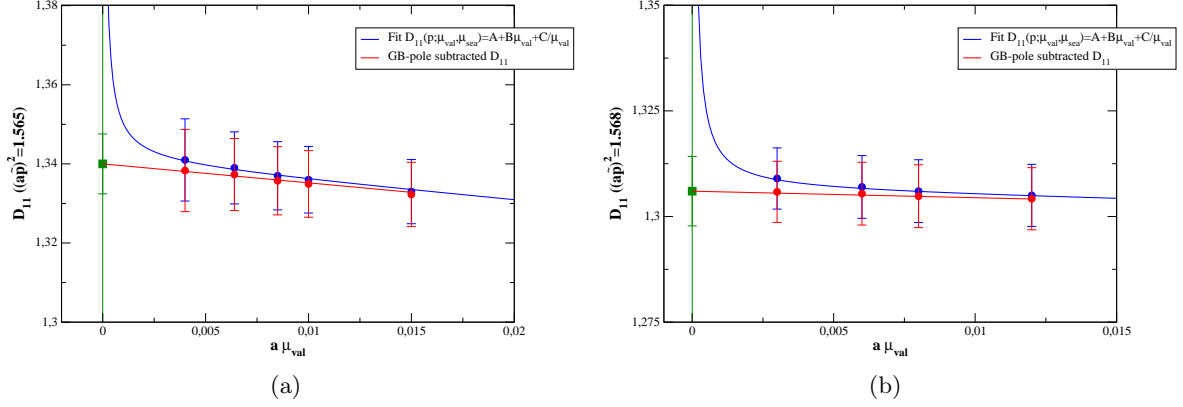 1,38
1,36
1,34
1,32
1,3
D11 ((ap̃)²=1.565)
Fit D11(p;μval,μsea)=A+Bμval+C/μval
GB-pole subtracted D11
0
0,005
0,01
0,015
0,02
a μval
(a)
1,35
1,325
1,3
1,275
D11 ((ap̃)²=1.568)
Fit D11(p;μval,μsea)=A+Bμval+C/μval
GB-pole subtracted D11
0
0,005
0,01
0,015
a μval
(b)